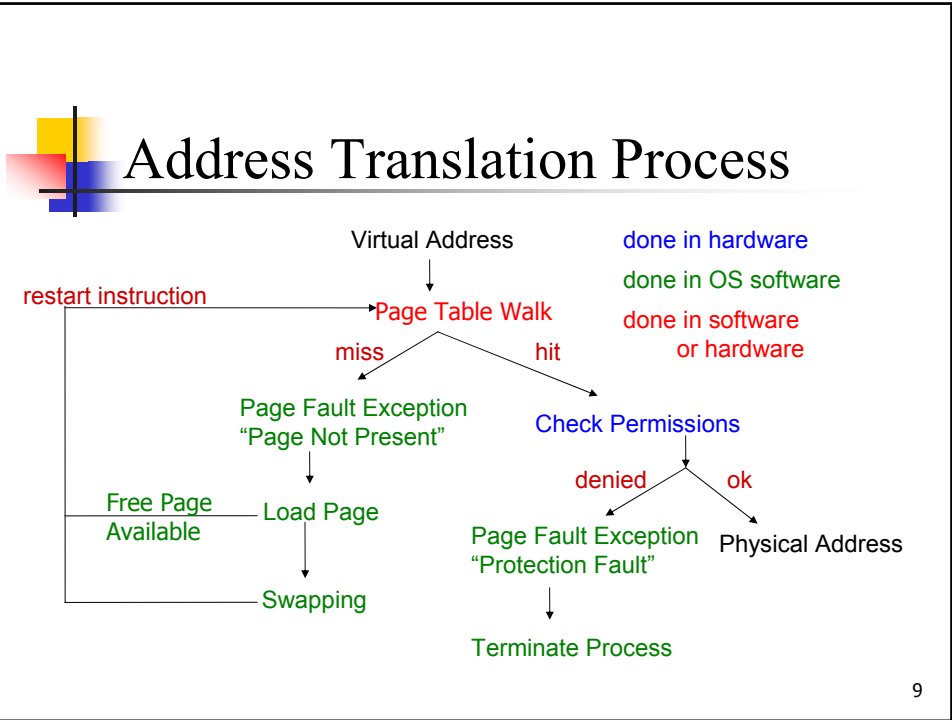 Address Translation Process
Virtual Address
done in hardware
done in OS software
done in software
or hardware
restart instruction
Page Table Walk
miss
hit
Page Fault Exception
“Page Not Present”
Check Permissions
denied
ok
Free Page
Available
Load Page
Page Fault Exception
“Protection Fault”
Physical Address
Swapping
Terminate Process
9